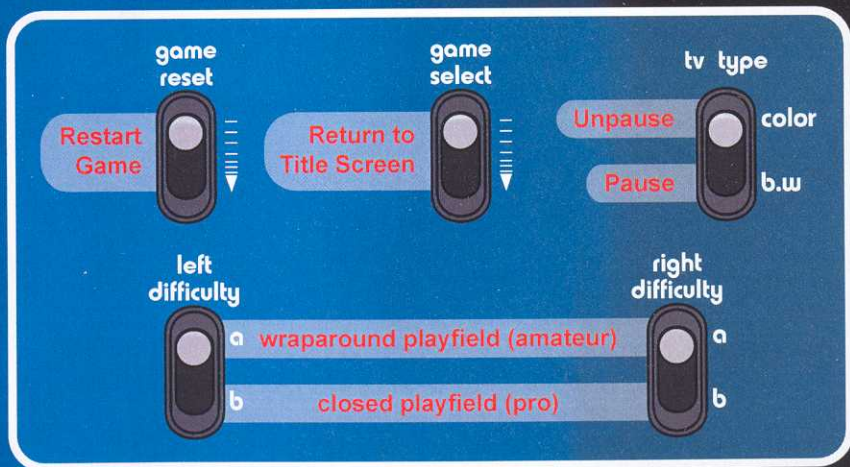 game
reset
Restart
Game
game
select
Return to
Title Screen
tv type
Unpause
color
Pause
b.w
left
difficulty
right
difficulty
a wraparound playfield (amateur) a
b closed playfield (pro) b